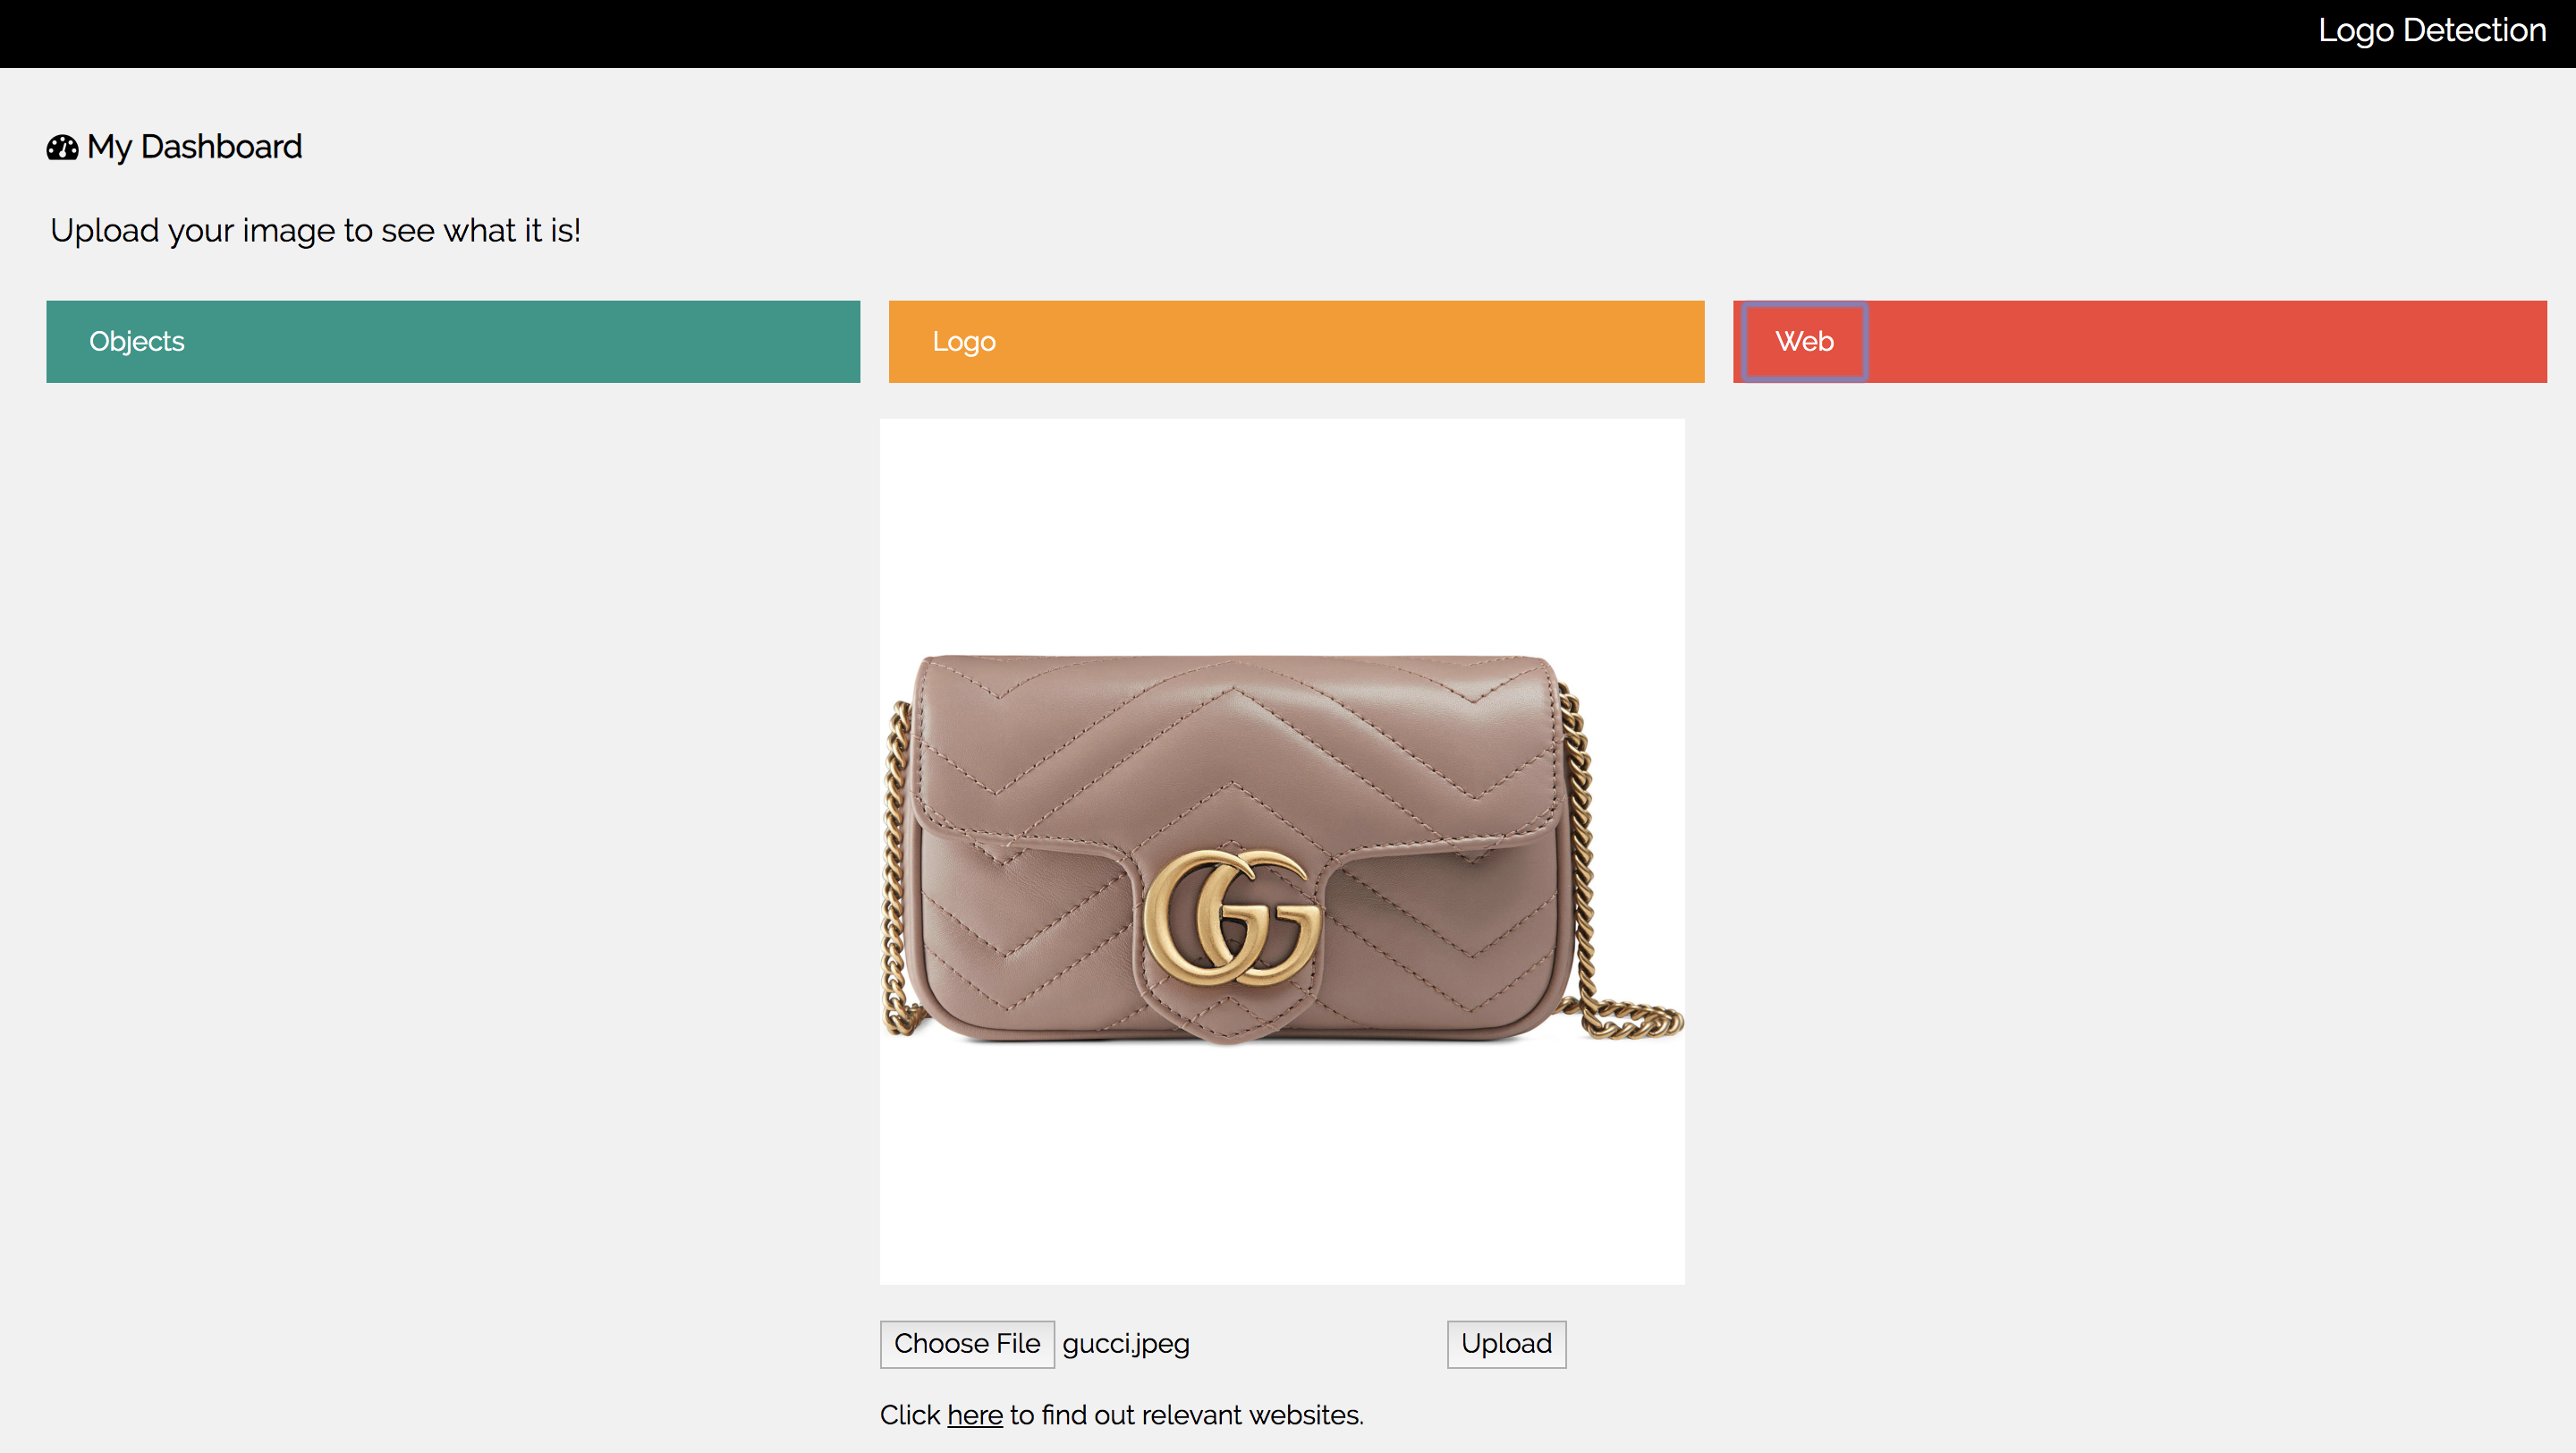 Logo Detection
My Dashboard
Upload your image to see what it is!
Objects
Logo
Web
GG
Choose File gucci.jpeg
Upload
Click here to find out relevant websites.